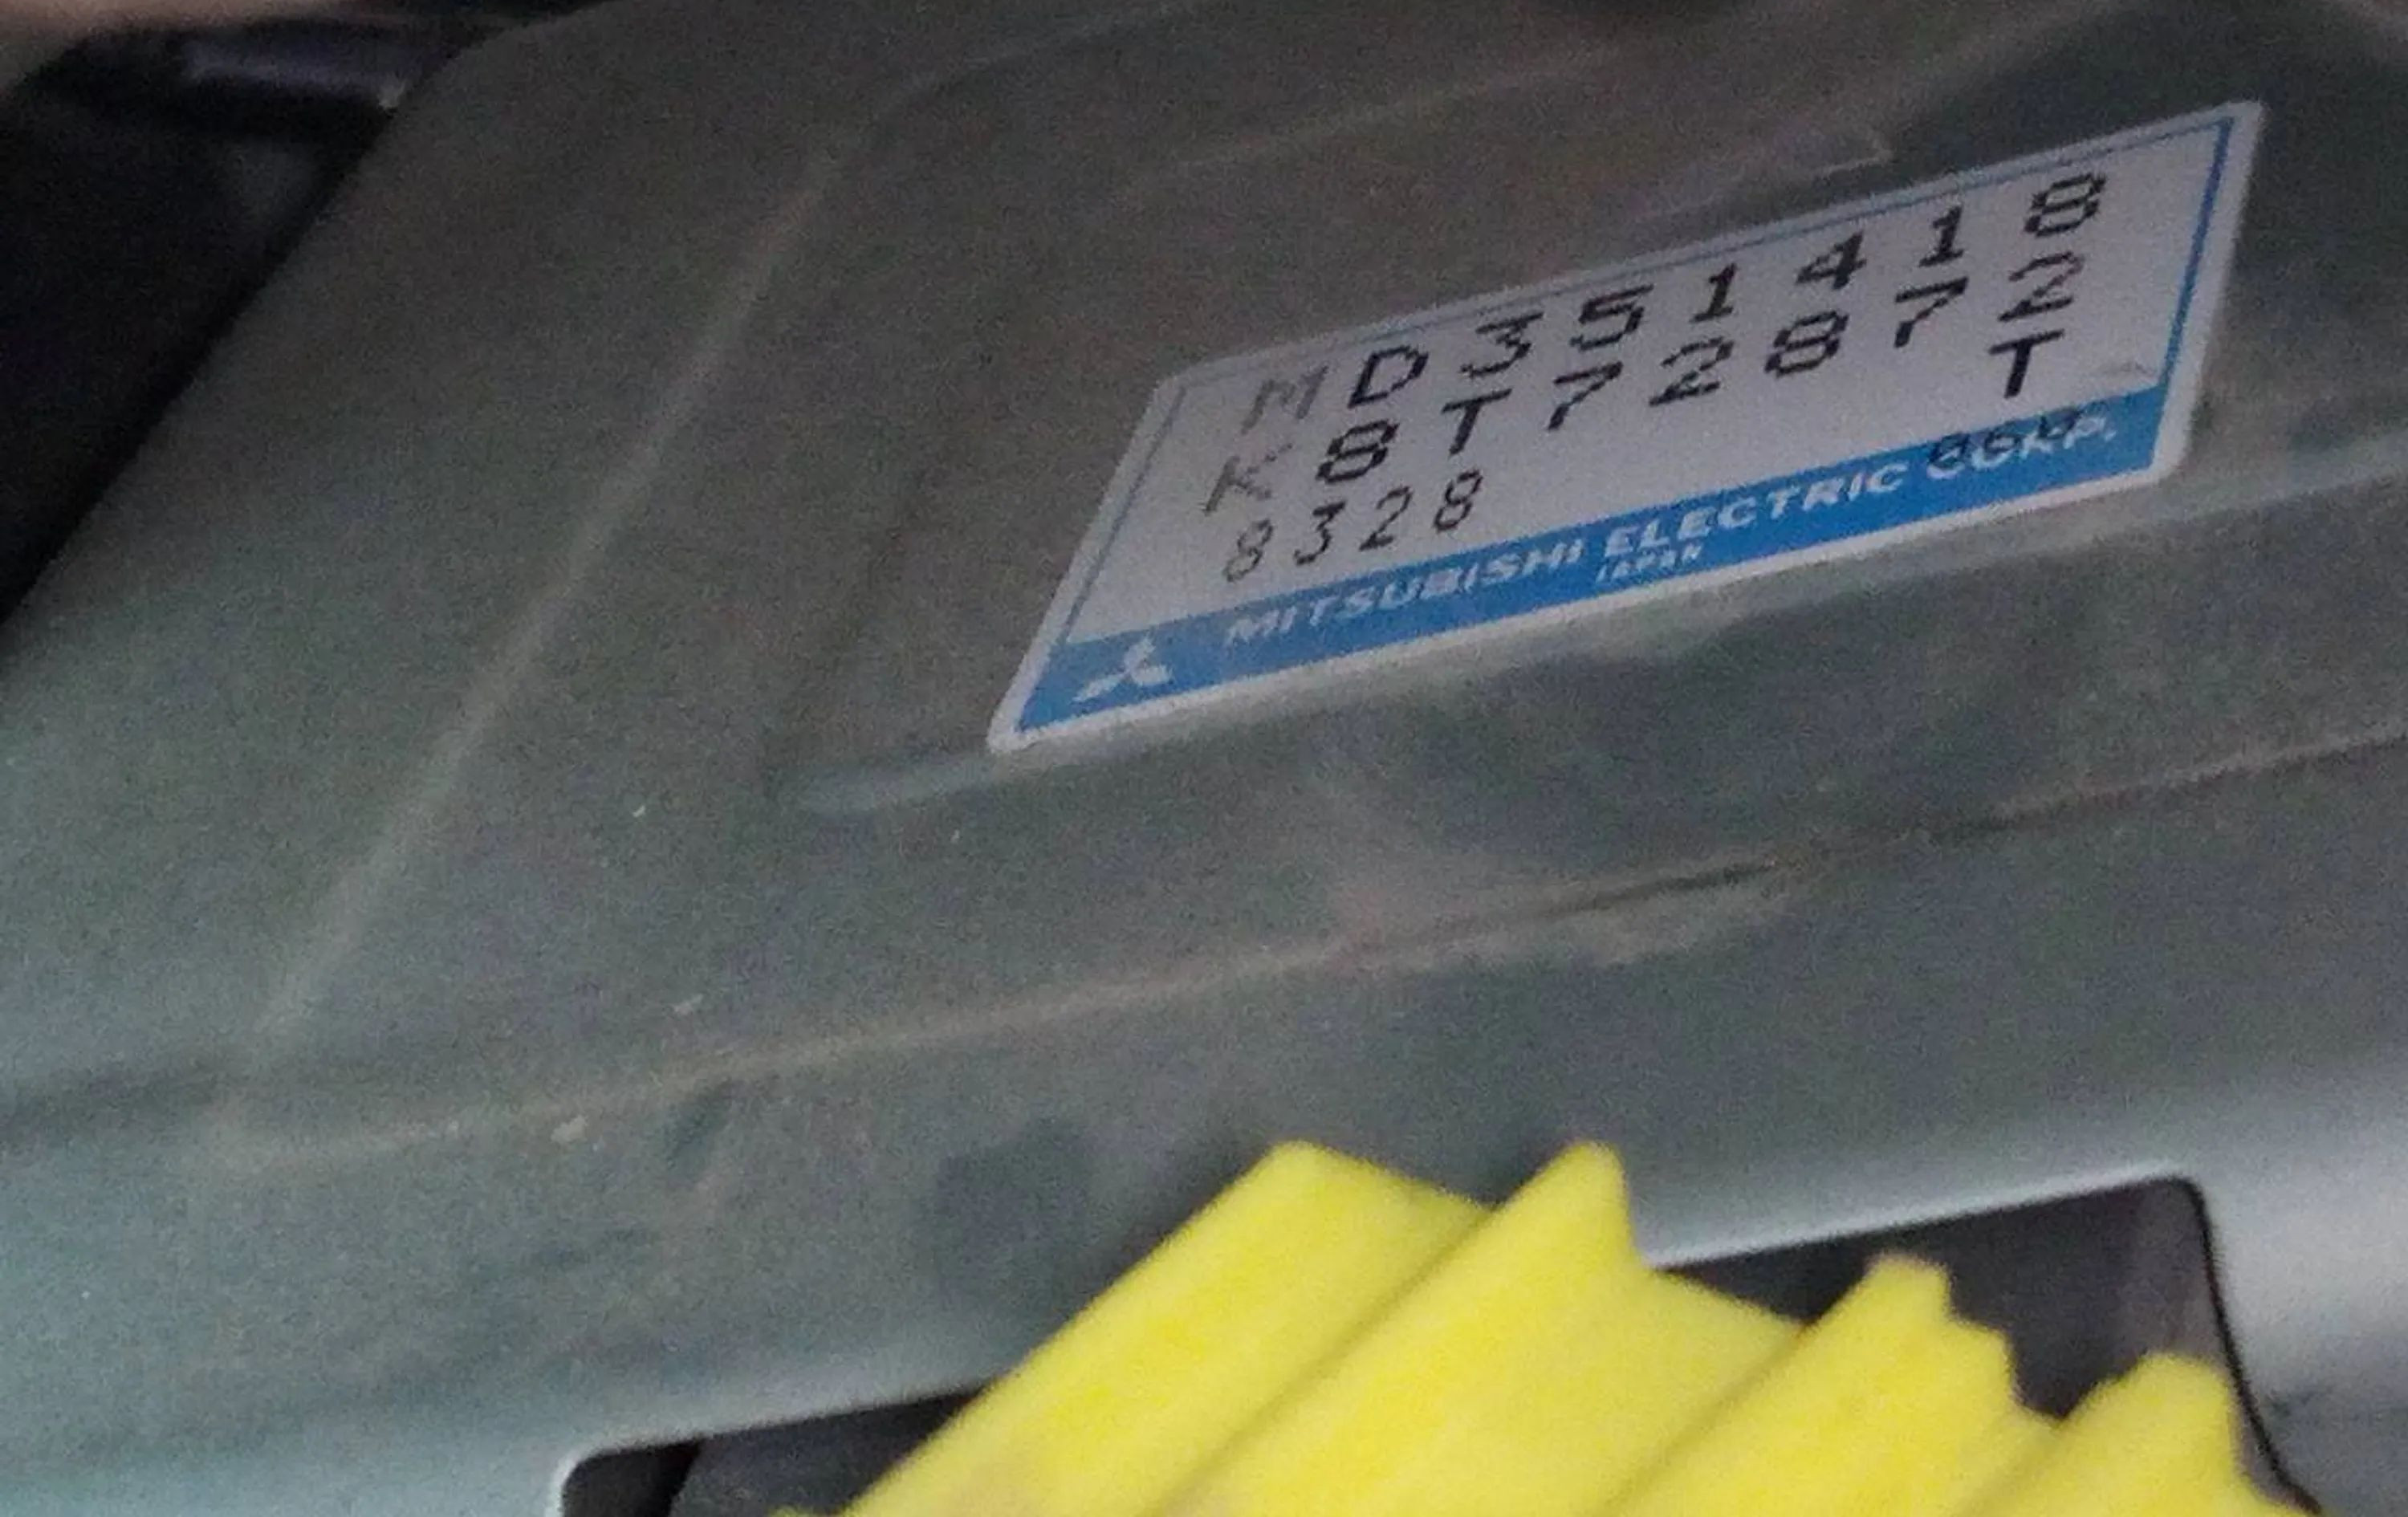 MD351418
K8T72872
T
8328
MITSUBISHI ELECTRIC CORP.
JAPAN